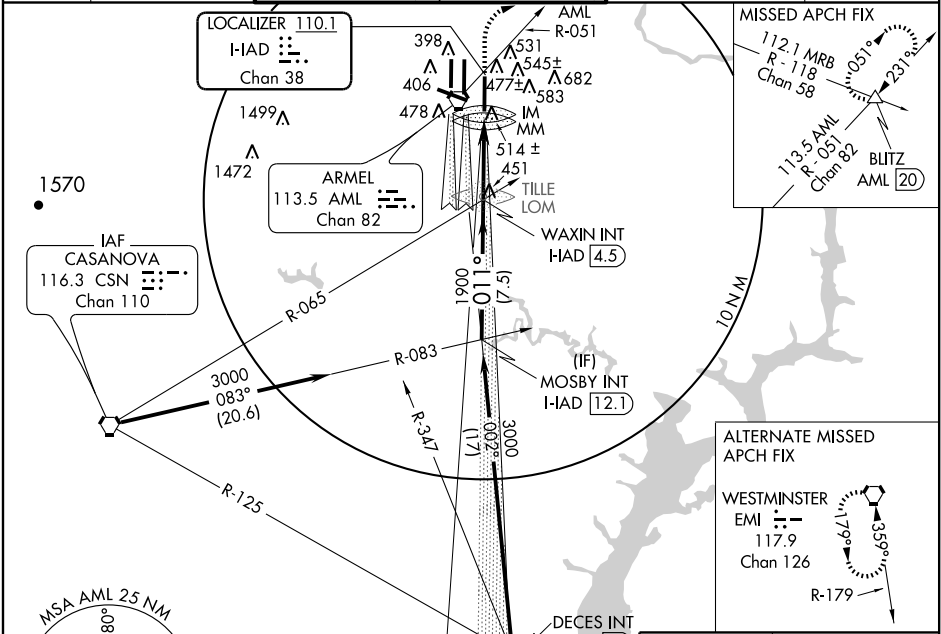 LOCALIZER 110.1
I-IAD
Chan 38
AML
R-051
398
531
406
545±
477±
682
583
478
IM
MM
1499
1472
514 ±
451
1570
ARMEL
113.5 AML
Chan 82
TILLE
LOM
WAXIN INT
I-IAD 4.5
IAF
CASANOVA
116.3 CSN
Chan 110
R-065
1900
011°
(7.5)
10 NM
R-083
3000
083°
(20.6)
(IF)
MOSBY INT
I-IAD 12.1
R-347
3000
002°
(17)
R-125
MISSED APCH FIX
112.1 MRB
R - 118
Chan 58
051°
231°
113.5 AML
R - 051
Chan 82
BLITZ
AML 20
ALTERNATE MISSED
APCH FIX
WESTMINSTER
EMI
117.9
Chan 126
179°
359°
R-179
MSA AML 25 NM
80°
DECES INT